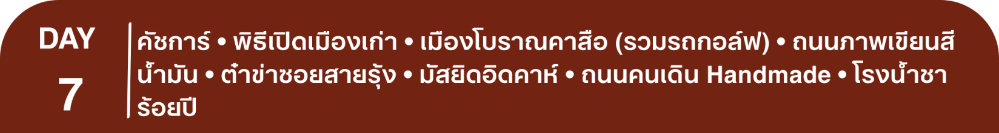 DAY
7
คัชการ์ • พิธีเปิดเมืองเก่า • เมืองโบราณคาสือ (รวมรถกอล์ฟ) • ถนนภาพเขียนสี
น้ำมัน • ต๋าข่าซอยสายรุ้ง • มัสยิดอิดคาห์ • ถนนคนเดิน Handmade • โรงน้ำชา
ร้อยปี